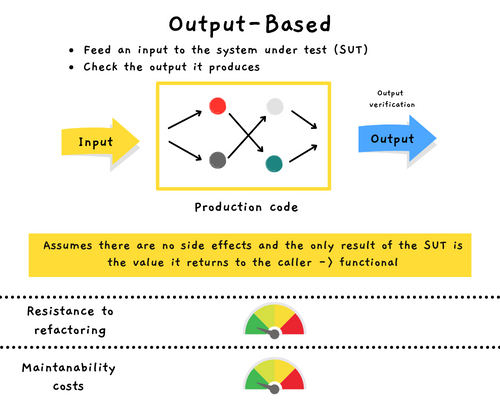 Output-Based
• Feed an input to the system under test (SUT)
• Check the output it produces
Output
verification
Input
Output
Production code
Assumes there are no side effects and the only result of the SUT is
the value it returns to the caller -> functional
Resistance to
refactoring
Maintanability
costs